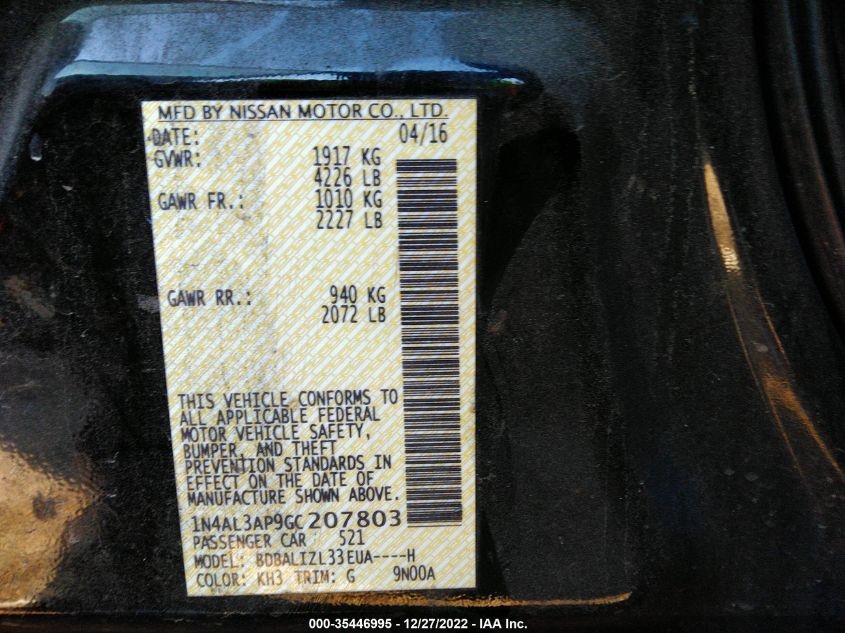 MFD BY NISSAN MOTOR CO., LTD.
DATE: 04/16
GVWR: 1917 KG
4226 LB
GAWR FR.: 1010 KG
2227 LB
GAWR RR.: 940 KG
2072 LB
THIS VEHICLE CONFORMS TO
ALL APPLICABLE FEDERAL
MOTOR VEHICLE SAFETY,
BUMPER, AND THEFT
PREVENTION STANDARDS IN
EFFECT ON THE DATE OF
MANUFACTURE SHOWN ABOVE.
1N4AL3AP9GC207803
PASSENGER CAR 521
MODEL: BDBALIZL33EUA----H
COLOR: KH3 TRIM: G 9N00A
000-35446995 - 12/27/2022 - IAA Inc.